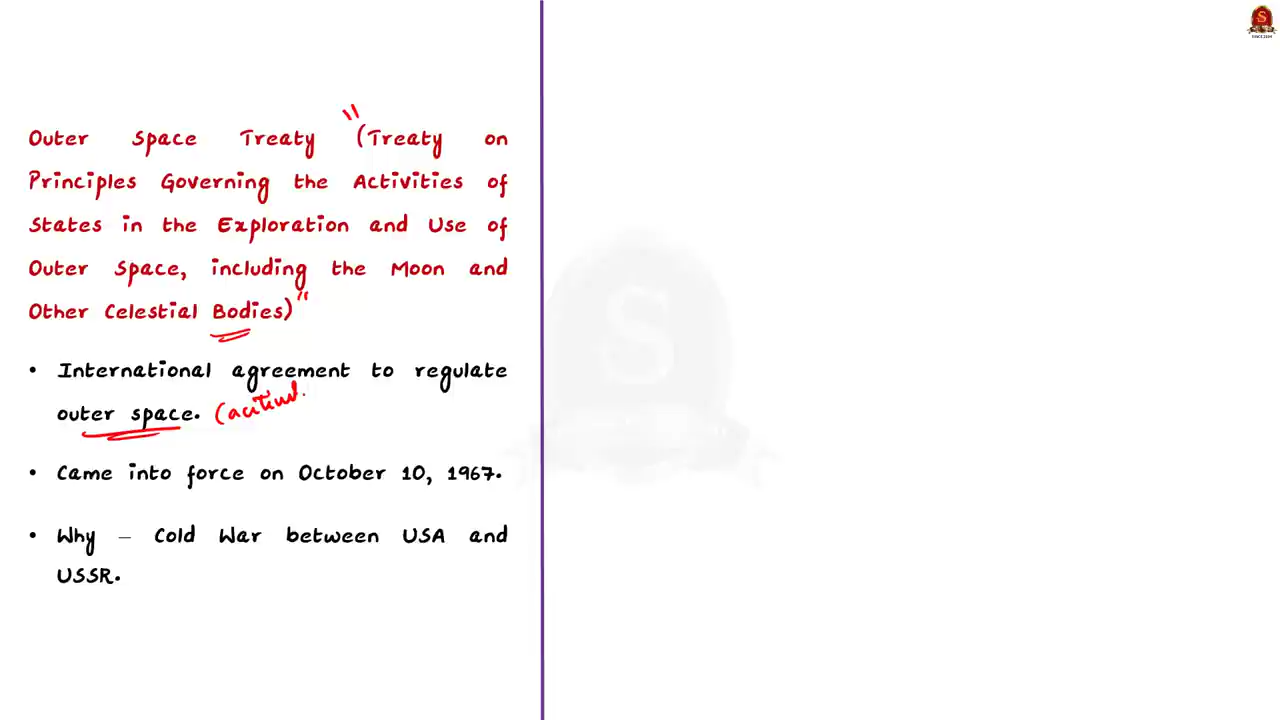 Outer Space Treaty "(Treaty on
Principles Governing the Activities of
States in the Exploration and Use of
Outer Space, including the Moon and
Other Celestial Bodies)"
• International agreement to regulate
outer space.
• Came into force on October 10, 1967.
• Why – Cold War between USA and
USSR.
S
S